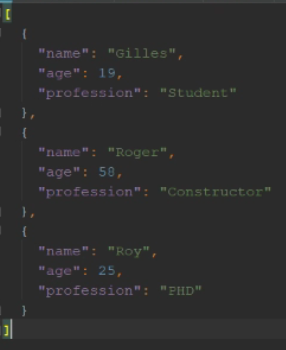 [
  {
    "name": "Gilles",
    "age": 19,
    "profession": "Student"
  },
  {
    "name": "Roger",
    "age": 58,
    "profession": "Constructor"
  },
  {
    "name": "Roy",
    "age": 25,
    "profession": "PHD"
  }
]